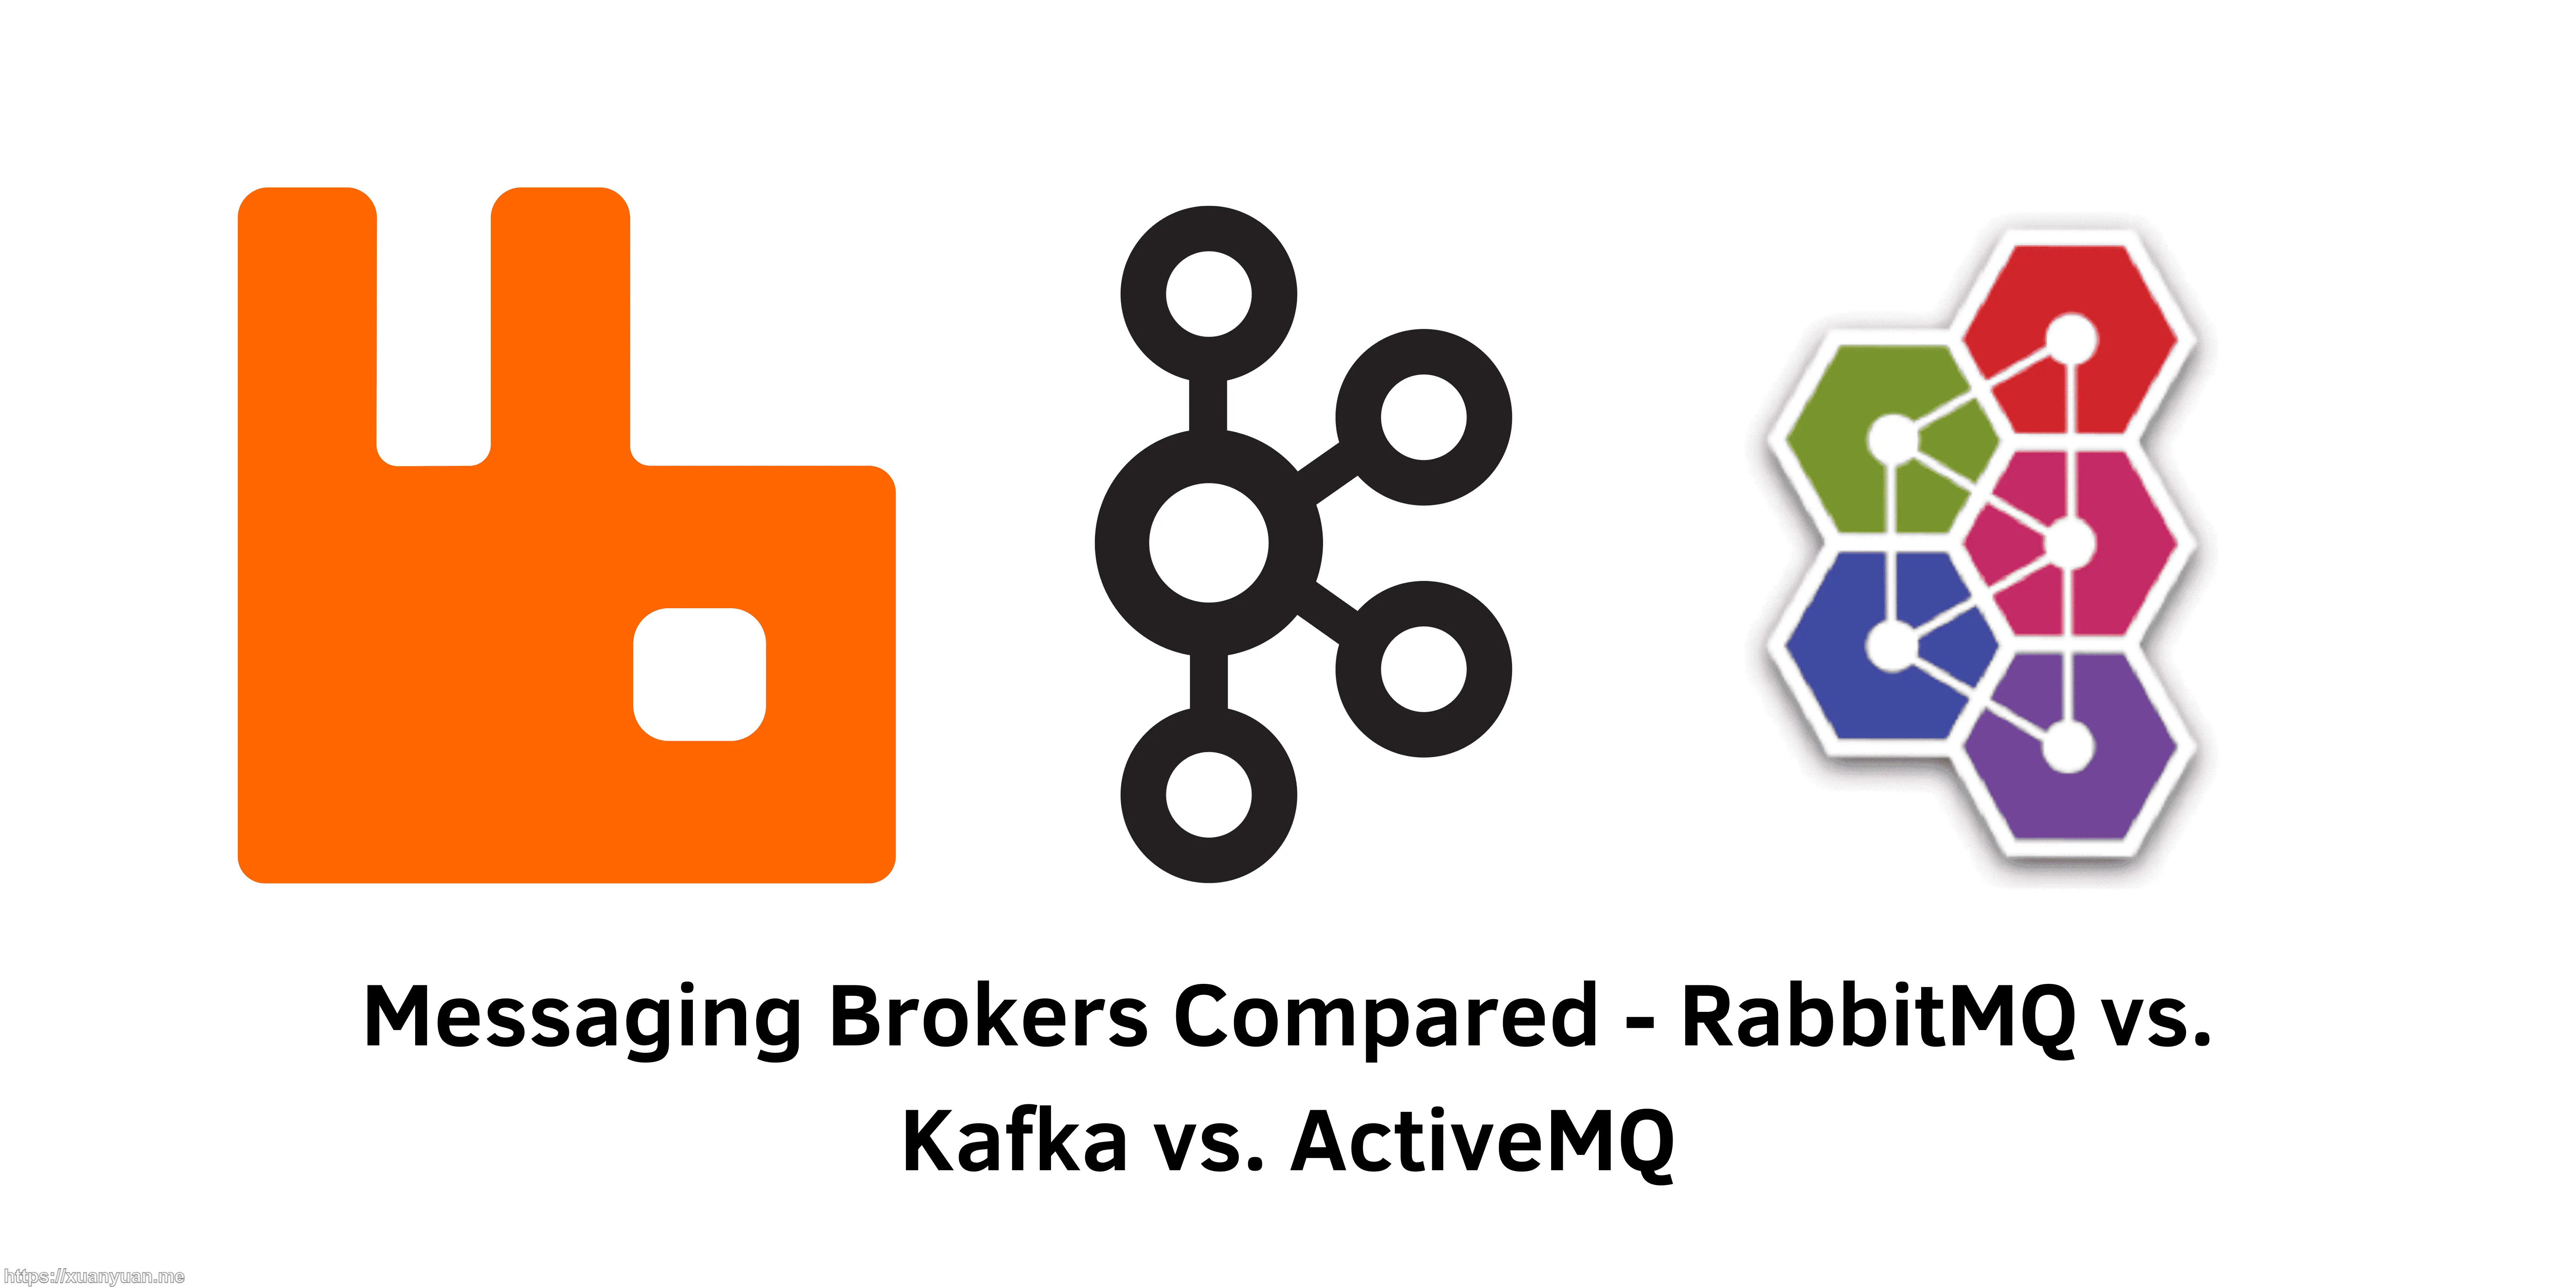 Messaging Brokers Compared - RabbitMQ vs.
Kafka vs. ActiveMQ
https://xuanyuan.me